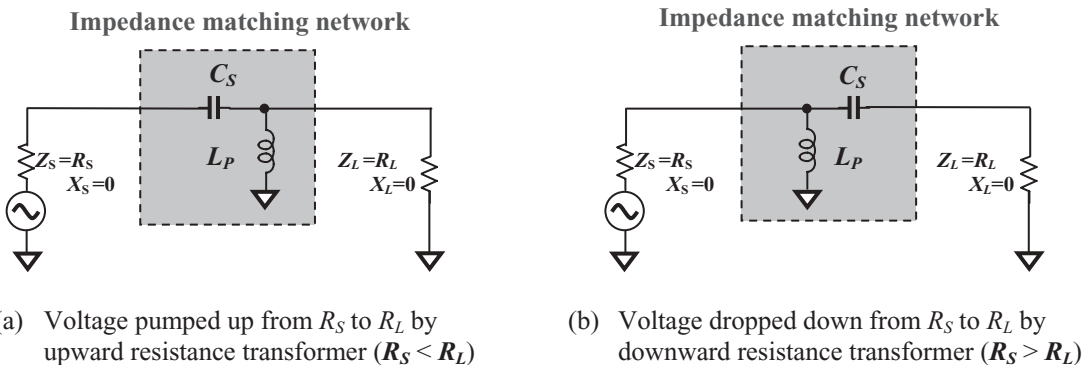 Impedance matching network
C_S
L_P
Z_S=R_S
X_S=0
Z_L=R_L
X_L=0
(a) Voltage pumped up from R_S to R_L by
upward resistance transformer (R_S < R_L)
Impedance matching network
C_S
L_P
Z_S=R_S
X_S=0
Z_L=R_L
X_L=0
(b) Voltage dropped down from R_S to R_L by
downward resistance transformer (R_S > R_L)